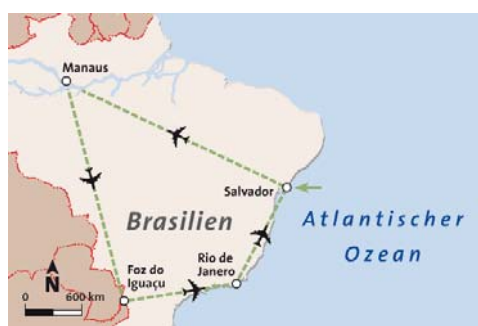 Manaus
Salvador
Brasilien
Atlantischer
Ozean
Rio de
Janero
Foz do
Iguaçu
N
0 600 km